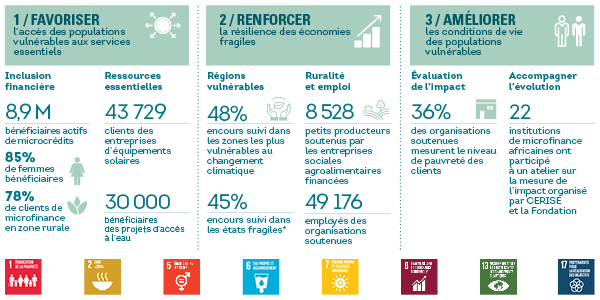 1 / FAVORISER
l'accès des populations
vulnérables aux services
essentiels
2 / RENFORCER
la résilience des économies
fragiles
3 / AMÉLIORER
les conditions de vie
des populations
vulnérables
Inclusion
financière
8,9 M
bénéficiaires actifs
de microcrédits
85%
de femmes
bénéficiaires
78%
de clients de
microfinance
en zone rurale
Ressources
essentielles
43 729
clients des
entreprises
d'équipements
solaires
30 000
bénéficiaires
des projets d'accès
à l'eau
Régions
vulnérables
48%
encours suivi dans
les zones les plus
vulnérables au
changement
climatique
45%
encours suivi dans
les états fragiles*
Ruralité
et emploi
8 528
petits producteurs
soutenus par
les entreprises
sociales
agroalimentaires
financées
49 176
employés des
organisations
soutenues
Évaluation
de l'impact
36%
des organisations
soutenues
mesurent le niveau
de pauvreté des
clients
Accompagner
l'évolution
22
institutions
de microfinance
africaines ont
participé
à un atelier sur
la mesure de
l'impact organisé
par CERISE
et la Fondation
1
2
5
6
7
8
13
17